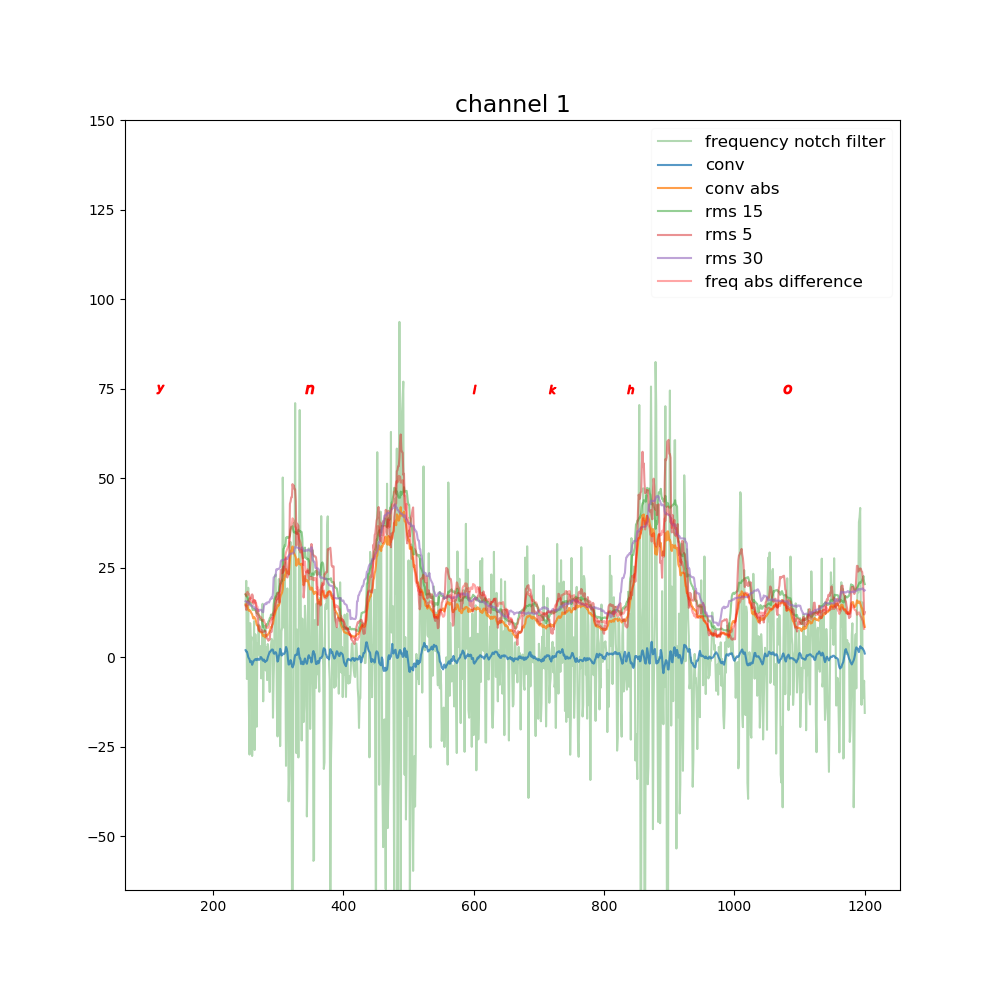 channel 1
150
frequency notch filter
conv
125
conv abs
rms 15
rms 5
rms 30
freq abs difference
100
75
y n l k h o
50
25
0
−25
−50
200 400 600 800 1000 1200